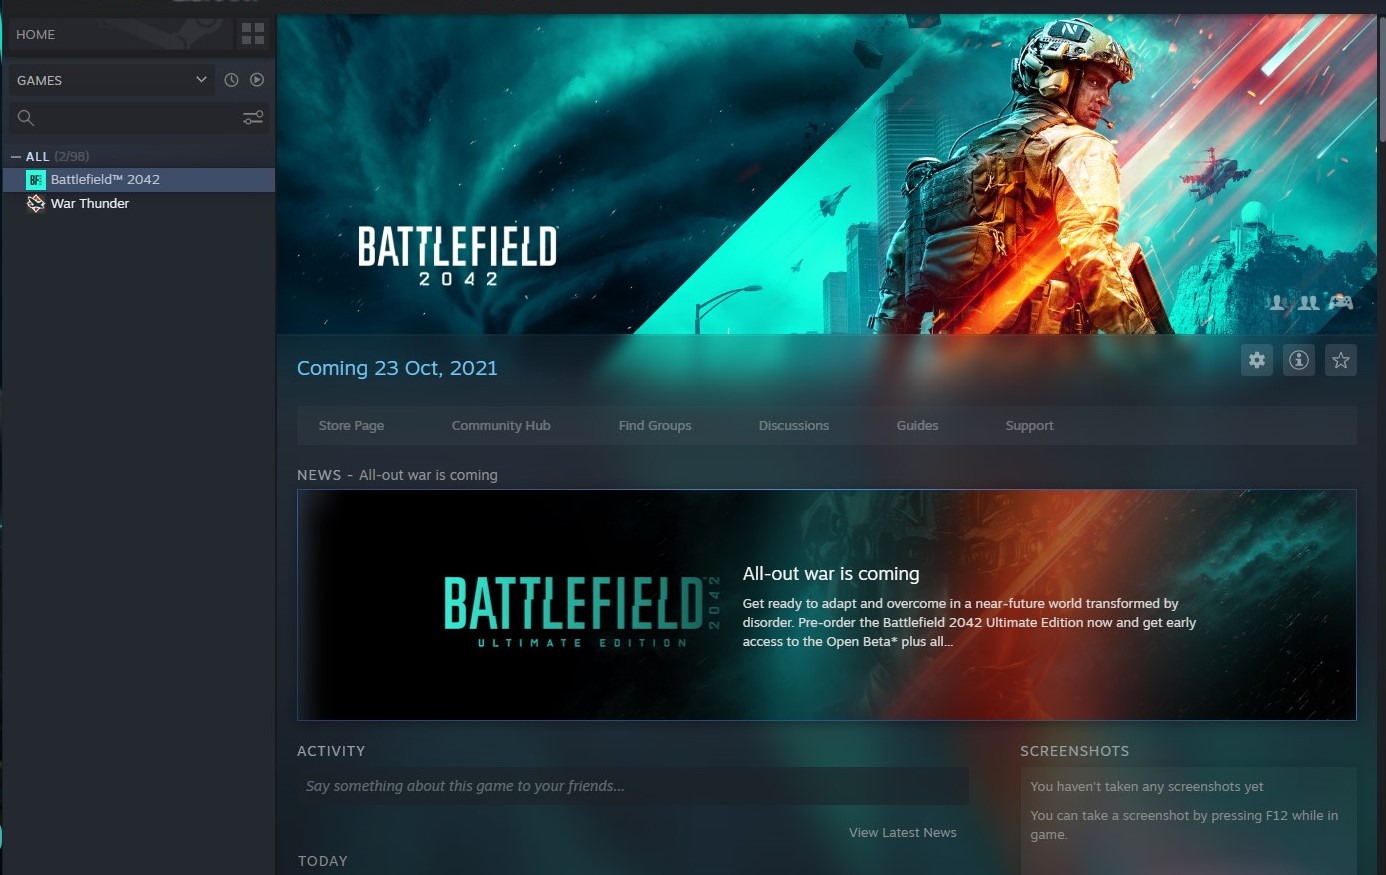 HOME
GAMES
ALL (2/98)
BF
Battlefield™ 2042
War Thunder
BATTLEFIELD
2042
Coming 23 Oct, 2021
Store Page
Community Hub
Find Groups
Discussions
Guides
Support
NEWS - All-out war is coming
BATTLEFIELD™ 2042
ULTIMATE EDITION
All-out war is coming
Get ready to adapt and overcome in a near-future world transformed by
disorder. Pre-order the Battlefield 2042 Ultimate Edition now and get early
access to the Open Beta* plus all...
ACTIVITY
Say something about this game to your friends...
View Latest News
TODAY
SCREENSHOTS
You haven't taken any screenshots yet
You can take a screenshot by pressing F12 while in
game.